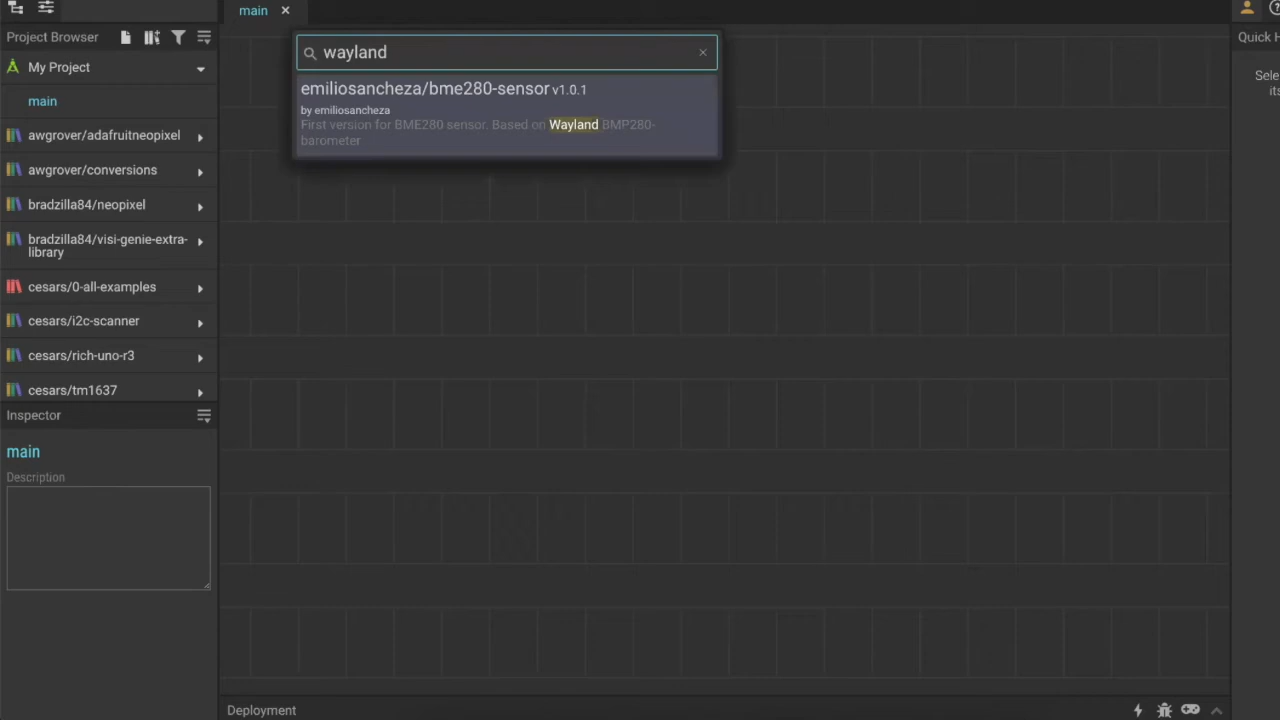 main ×
Project Browser
Quick H
My Project
main
awgrover/adafruitneopixel
awgrover/conversions
bradzilla84/neopixel
bradzilla84/visi-genie-extra-
library
cesars/0-all-examples
cesars/i2c-scanner
cesars/rich-uno-r3
cesars/tm1637
Inspector
main
Description
wayland ×
emiliosancheza/bme280-sensor v1.0.1
by emiliosancheza
First version for BME280 sensor. Based on Wayland BMP280-
barometer
Sele
its
Deployment